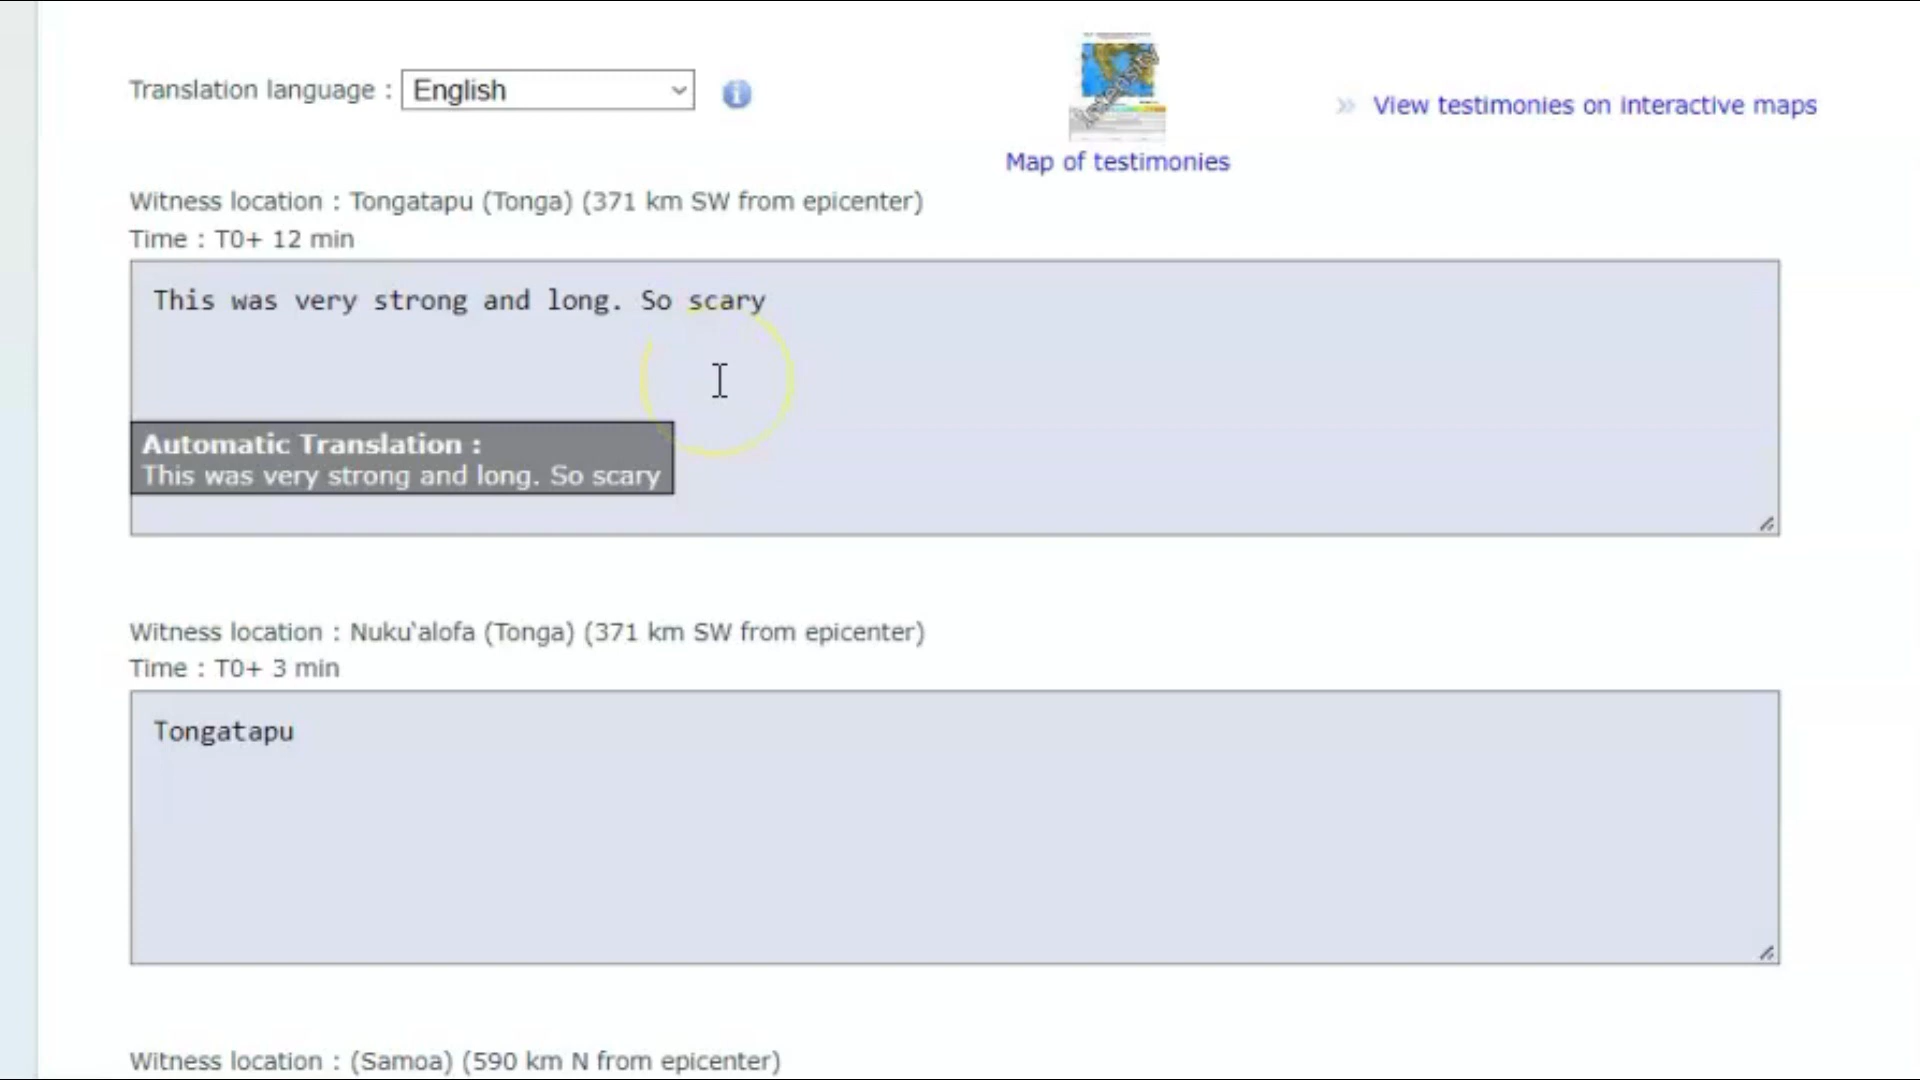 Translation language : English
Intensity
Map of testimonies
» View testimonies on interactive maps
Witness location : Tongatapu (Tonga) (371 km SW from epicenter)
Time : T0+ 12 min
This was very strong and long. So scary
Automatic Translation :
This was very strong and long. So scary
Witness location : Nuku`alofa (Tonga) (371 km SW from epicenter)
Time : T0+ 3 min
Tongatapu
Witness location : (Samoa) (590 km N from epicenter)